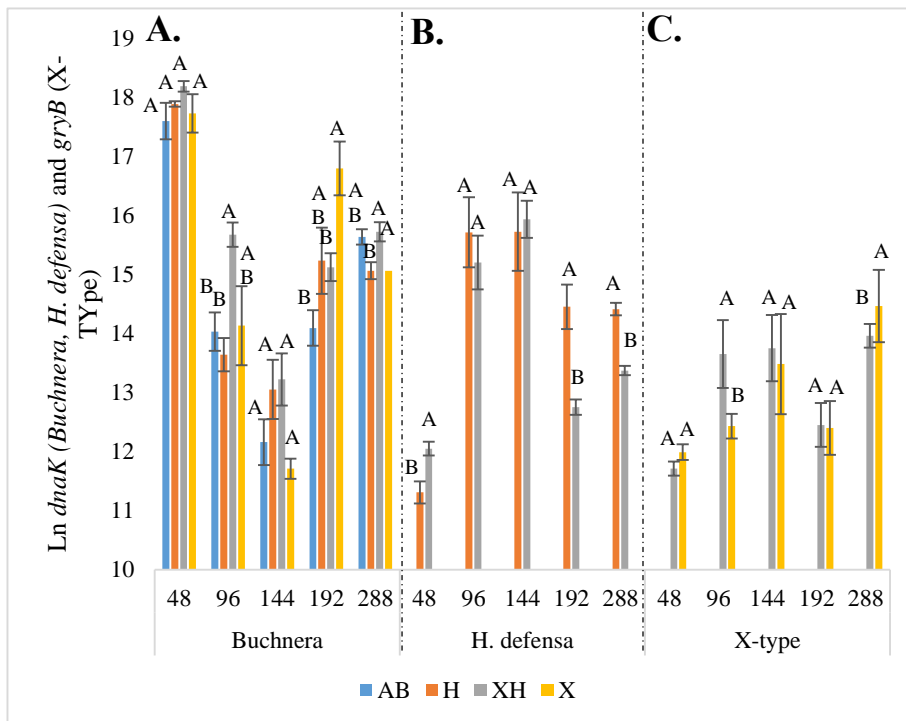 A.
B.
C.
19
18
17
16
15
14
13
12
11
10
Ln dnaK (Buchnera, H. defensa) and gryB (X-
TYpe)
A A A A
B B A A B
A A A A
B A B B A
A B B A A
B A
A A
A A
A B
A B
A A
A B
A A
A A
B A
48 96 144 192 288 48 96 144 192 288 48 96 144 192 288
Buchnera H. defensa X-type
AB H XH X